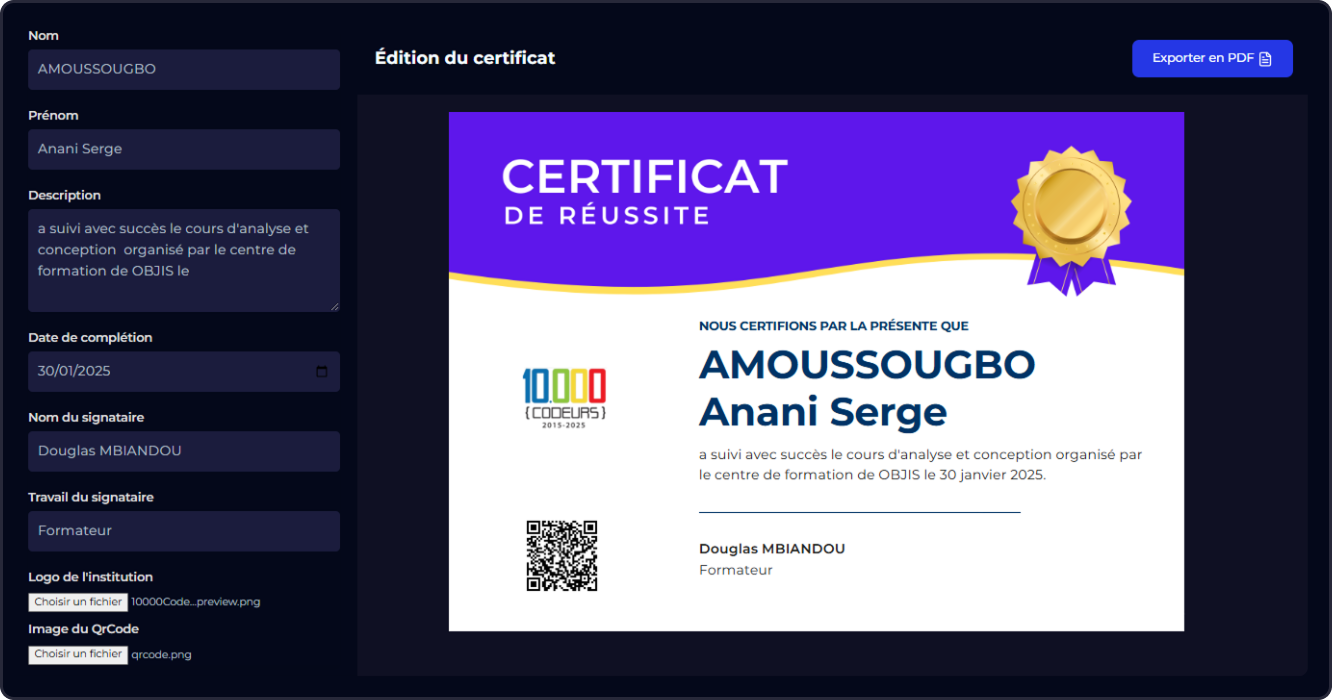 Nom
AMOUSSOUGBO
Prénom
Anani Serge
Description
a suivi avec succès le cours d'analyse et
conception  organisé par le centre de
formation de OBJIS le
Date de complétion
30/01/2025
Nom du signataire
Douglas MBIANDOU
Travail du signataire
Formateur
Logo de l'institution
Choisir un fichier 10000Code...preview.png
Image du QrCode
Choisir un fichier qrcode.png
Édition du certificat
Exporter en PDF
CERTIFICAT
DE RÉUSSITE
NOUS CERTIFIONS PAR LA PRÉSENTE QUE
AMOUSSOUGBO
Anani Serge
a suivi avec succès le cours d'analyse et conception organisé par
le centre de formation de OBJIS le 30 janvier 2025.
10.000
{CODEURS}
2015-2025
Douglas MBIANDOU
Formateur